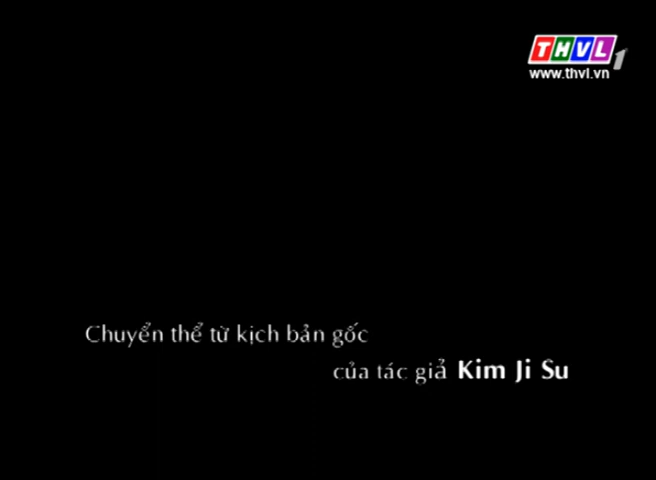 THVL1
www.thvl.vn
Chuyển thể từ kịch bản gốc
của tác giả Kim Ji Su